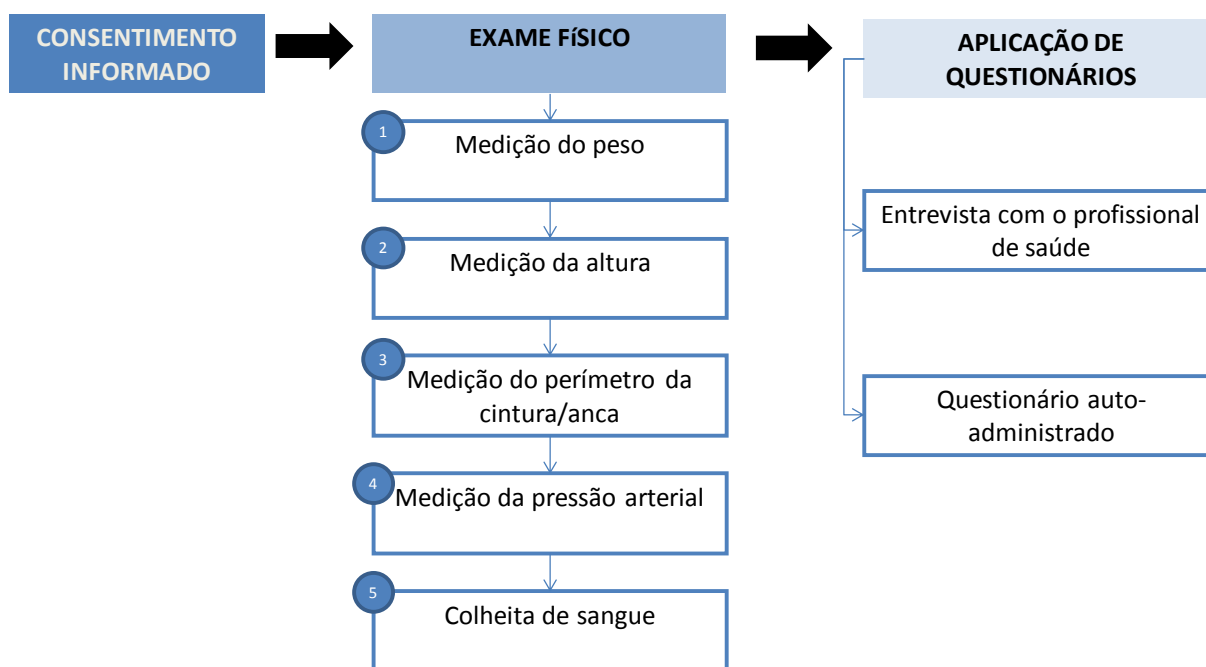 CONSENTIMENTO
INFORMADO
EXAME FíSICO
1
Medição do peso
2
Medição da altura
3
Medição do perímetro da
cintura/anca
4
Medição da pressão arterial
5
Colheita de sangue
APLICAÇÃO DE
QUESTIONÁRIOS
Entrevista com o profissional
de saúde
Questionário auto-
administrado